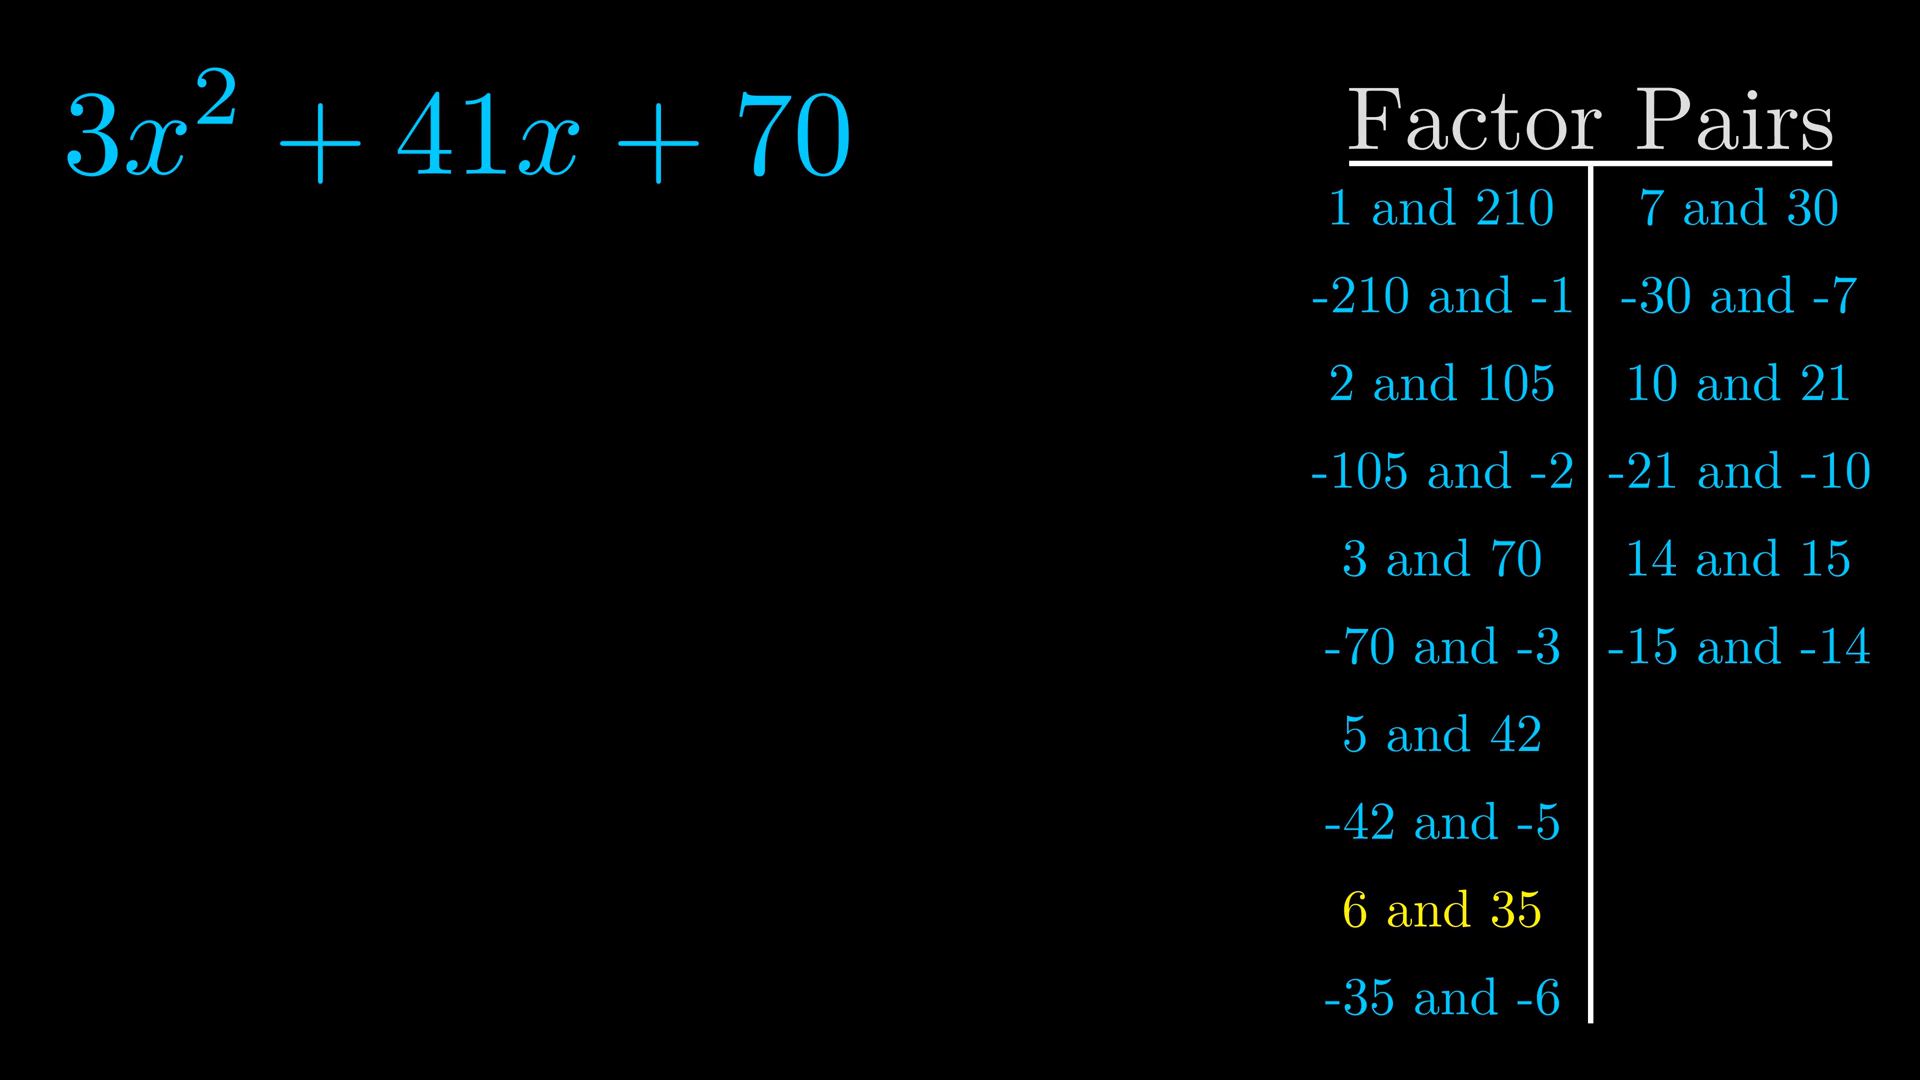 3x² + 41x + 70
Factor Pairs
1 and 210
-210 and -1
2 and 105
-105 and -2
3 and 70
-70 and -3
5 and 42
-42 and -5
6 and 35
-35 and -6
7 and 30
-30 and -7
10 and 21
-21 and -10
14 and 15
-15 and -14